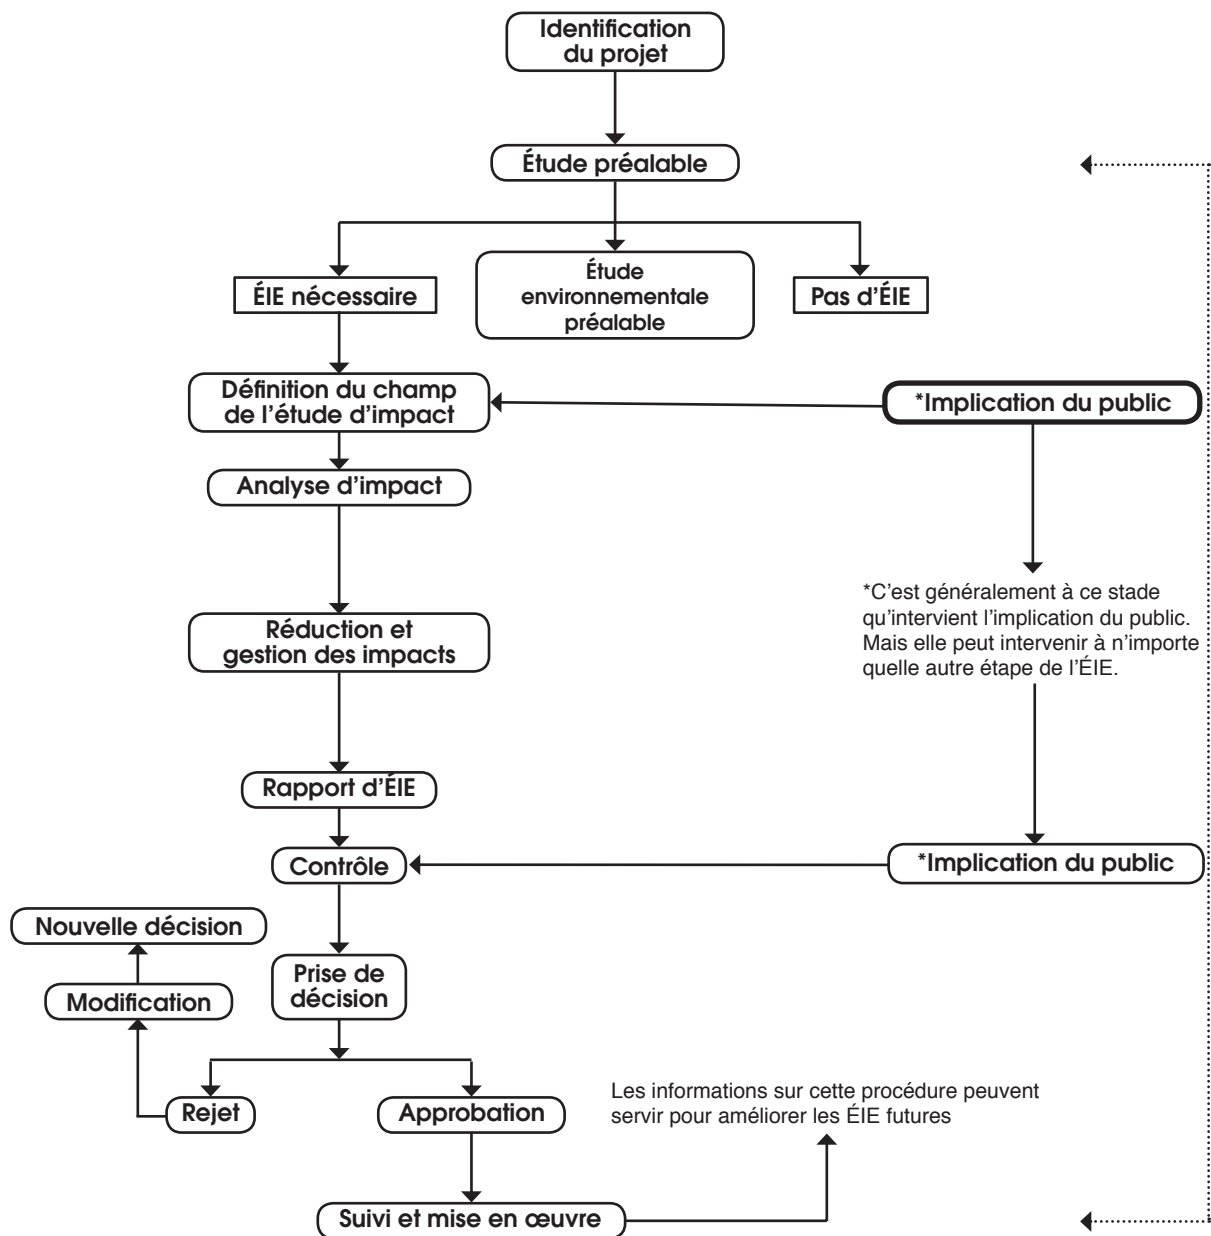 Identification
du projet
Étude préalable
ÉIE nécessaire
Étude
environnementale
préalable
Pas d’ÉIE
Définition du champ
de l’étude d’impact
*Implication du public
Analyse d’impact
*C’est généralement à ce stade
qu’intervient l’implication du public.
Mais elle peut intervenir à n’importe
quelle autre étape de l’ÉIE.
Réduction et
gestion des impacts
Rapport d’ÉIE
Contrôle
*Implication du public
Nouvelle décision
Modification
Prise de
décision
Rejet
Approbation
Les informations sur cette procédure peuvent
servir pour améliorer les ÉIE futures
Suivi et mise en œuvre